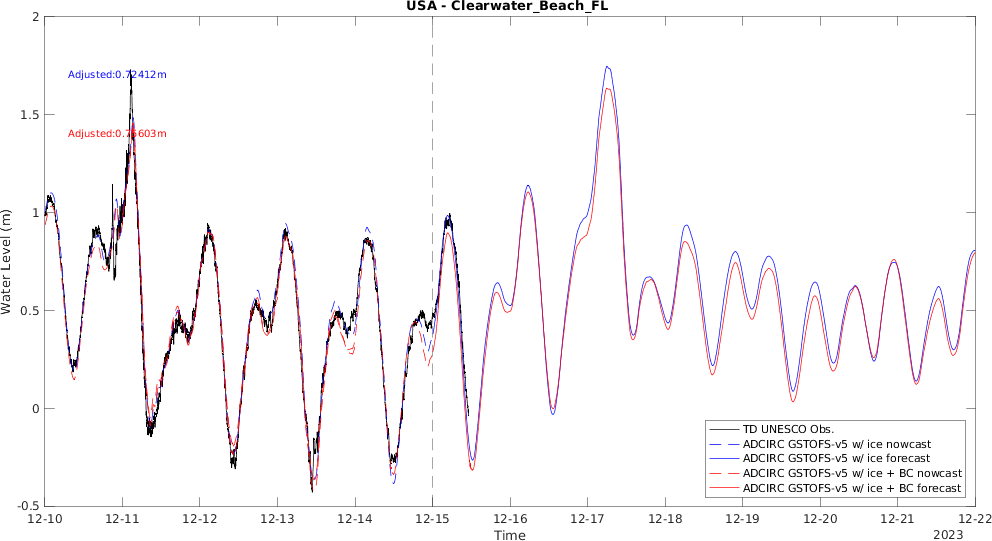 USA - Clearwater_Beach_FL
Water Level (m)
2
1.5
1
0.5
0
-0.5
Adjusted:0.72412m
Adjusted:0.75603m
TD UNESCO Obs.
ADCIRC GSTOFS-v5 w/ ice nowcast
ADCIRC GSTOFS-v5 w/ ice forecast
ADCIRC GSTOFS-v5 w/ ice + BC nowcast
ADCIRC GSTOFS-v5 w/ ice + BC forecast
12-10 12-11 12-12 12-13 12-14 12-15 12-16 12-17 12-18 12-19 12-20 12-21 12-22
Time
2023